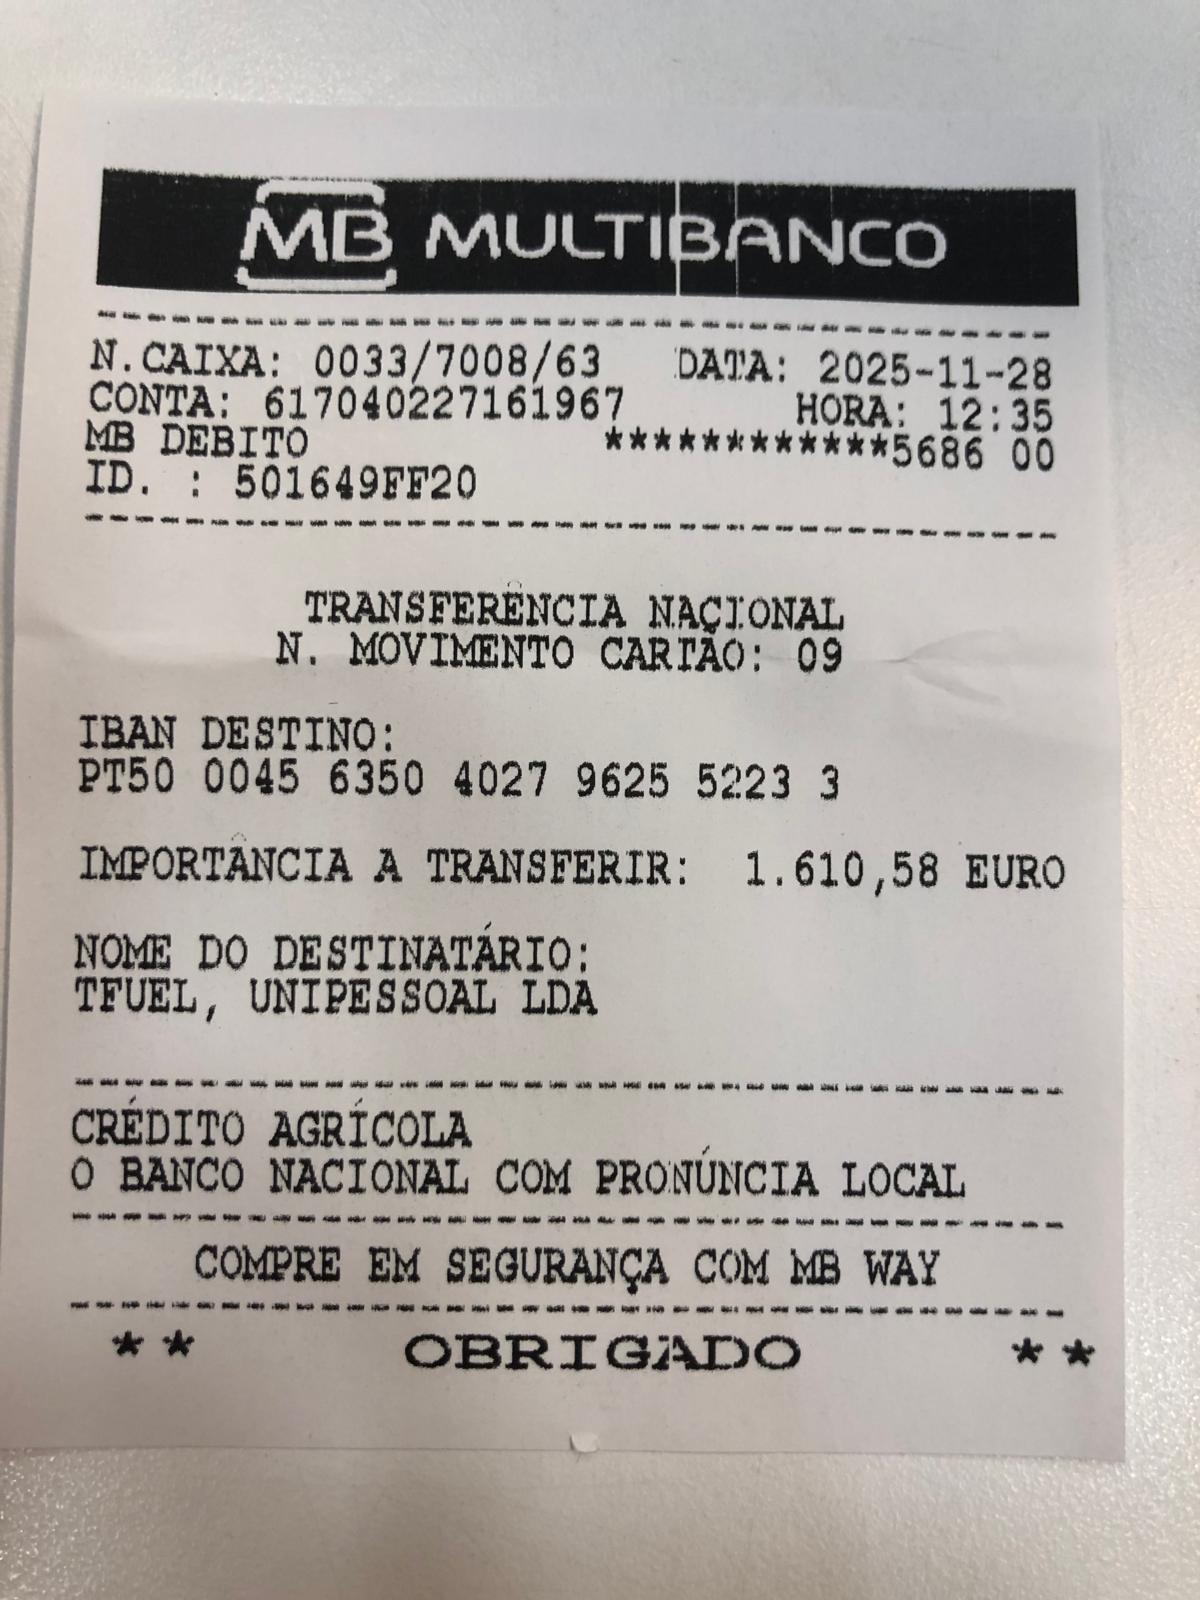 MB MULTIBANCO
N.CAIXA: 0033/7008/63 DATA: 2025-11-28
CONTA: 617040227161967 HORA: 12:35
MB DEBITO ************5686 00
ID. : 501649FF20
TRANSFERÊNCIA NACIONAL
N. MOVIMENTO CARTÃO: 09
IBAN DESTINO:
PT50 0045 6350 4027 9625 5223 3
IMPORTÂNCIA A TRANSFERIR: 1.610,58 EURO
NOME DO DESTINATÁRIO:
TFUEL, UNIPESSOAL LDA
CRÉDITO AGRÍCOLA
O BANCO NACIONAL COM PRONÚNCIA LOCAL
COMPRE EM SEGURANÇA COM MB WAY
** OBRIGADO **